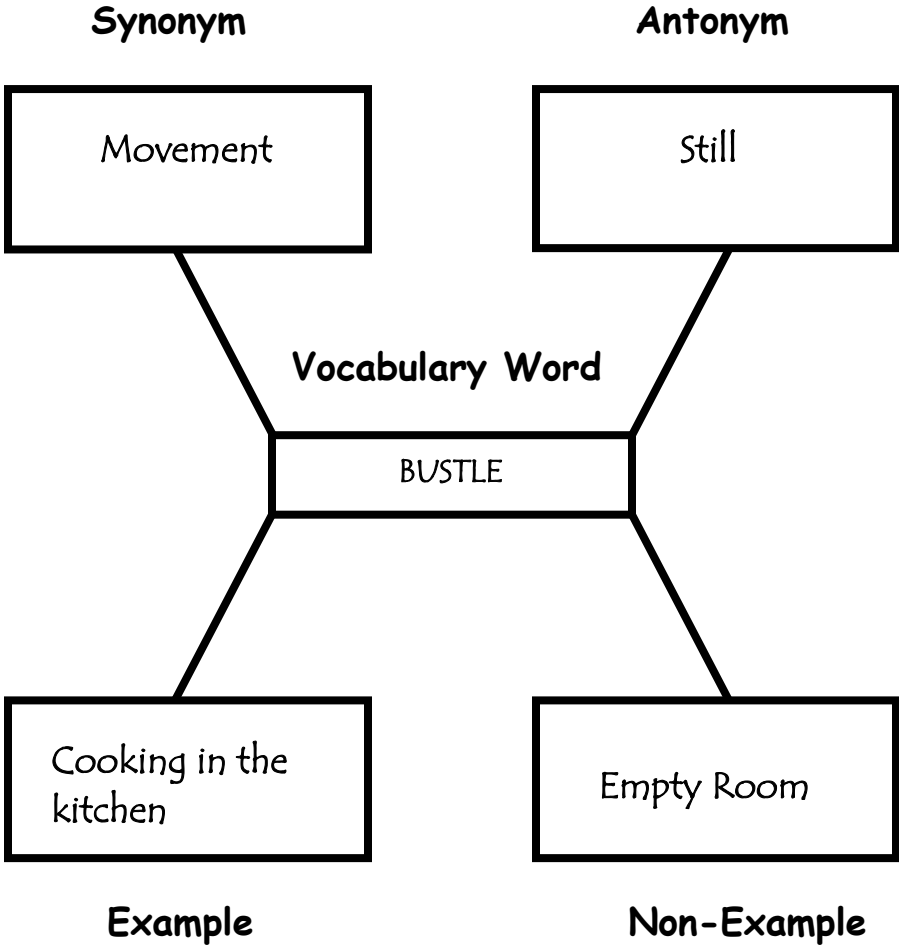 Synonym
Antonym
Movement
Still
Vocabulary Word
BUSTLE
Cooking in the
kitchen
Empty Room
Example
Non-Example